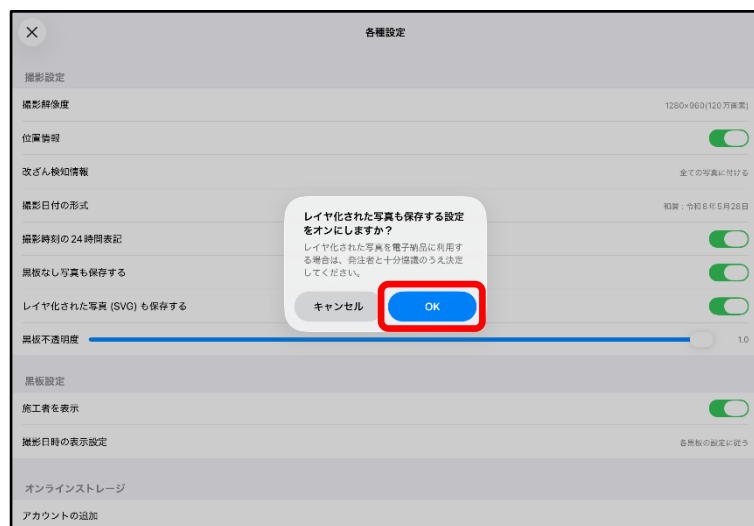 各種設定
撮影設定
撮影解像度 1280×960(120万画素)
位置情報
改ざん検知情報 全ての写真に付ける
撮影日付の形式 和暦：令和8年5月28日
撮影時刻の24時間表記
黒板なし写真も保存する
レイヤ化された写真 (SVG) も保存する
黒板不透明度 1.0
レイヤ化された写真も保存する設定
をオンにしますか？
レイヤ化された写真を電子納品に利用す
る場合は、発注者と十分協議のうえ決定
してください。
キャンセル OK
黒板設定
施工者を表示
撮影日時の表示設定 各黒板の設定に従う
オンラインストレージ
アカウントの追加